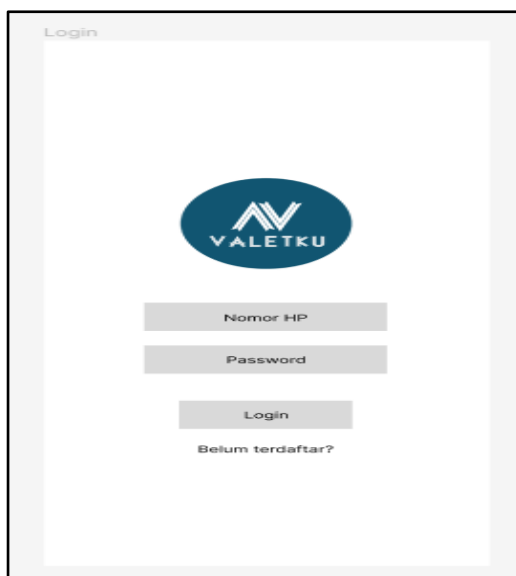 Login
VALETKU
Nomor HP
Password
Login
Belum terdaftar?